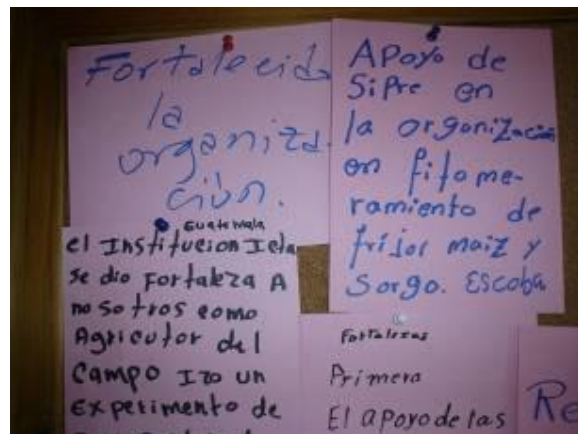 Fortalecido
la
organiza
ción.
Apoyo de
Sipre en
la organización
en fitome-
ramiento de
frijol maiz y
Sorgo. Escoba
Guatemala
el Institucion Icta
se dio Fortaleza A
nosotros como
Agricutor del
Campo Izo un
Experimento de
Fortalezas
Primero
El apoyo de las
Re